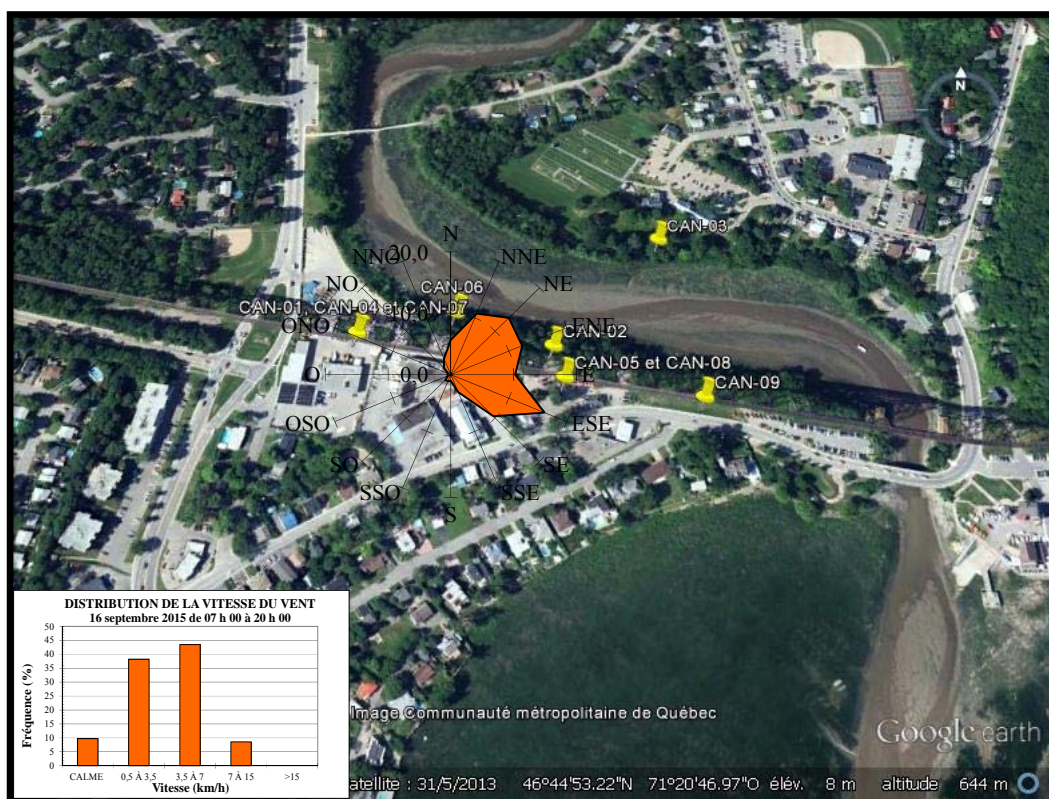 N
N
NNO
20,0
NNE
CAN-03
NO
NE
CAN-06
CAN-01, CAN-04 et CAN-07
10,0
ONO
ENE
CAN-02
CAN-05 et CAN-08
O
0,0
E
CAN-09
OSO
ESE
SO
SE
SSO
SSE
S
DISTRIBUTION DE LA VITESSE DU VENT
16 septembre 2015 de 07 h 00 à 20 h 00
Fréquence (%)
50
45
40
35
30
25
20
15
10
5
0
CALME
0,5 À 3,5
3,5 À 7
7 À 15
>15
Vitesse (km/h)
Image Communauté métropolitaine de Québec
Google earth
atellite : 31/5/2013 46°44'53.22"N 71°20'46.97"O élév. 8 m altitude 644 m